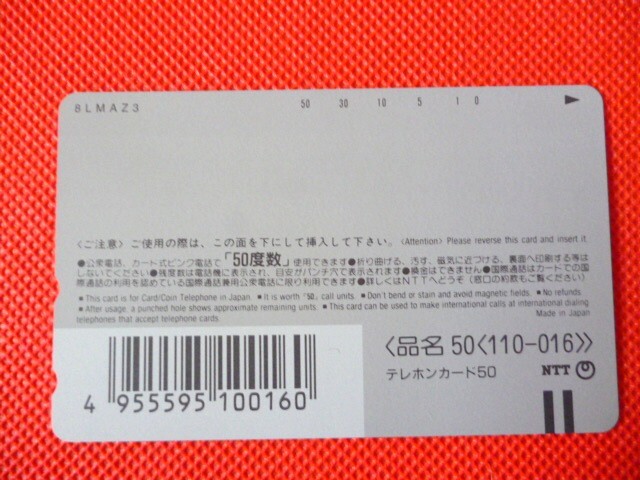 8LMAZ3
50 30 10 5 1 0
〈ご注意〉ご使用の際は、この面を下にして挿入して下さい。〈Attention〉Please reverse this card and insert it
●公衆電話、カード式ピンク電話で「50度数」使用できます●折り曲げる、汚す、磁気に近づける、裏面へ印刷する等は
しないでください●残度数は電話機に表示され、目安がパンチ穴で表示されます●換金はできません●国際通話はカードでの国
際通話の利用を認めている国際通話兼用公衆電話に限り利用できます●詳しくはNTTへどうぞ（窓口の約款もご覧ください）
■This card is for Card/Coin Telephone in Japan. ■It is worth「50」call units. ■Don't bend or stain and avoid magnetic fields. ■No refunds.
■After usage, a punched hole shows approximate remaining units. ■This card can be used to make international calls at international dialing
telephones that accept telephone cards. Made in Japan
〈品名 50〈110-016〉〉
テレホンカード50 NTT
4 955595 100160